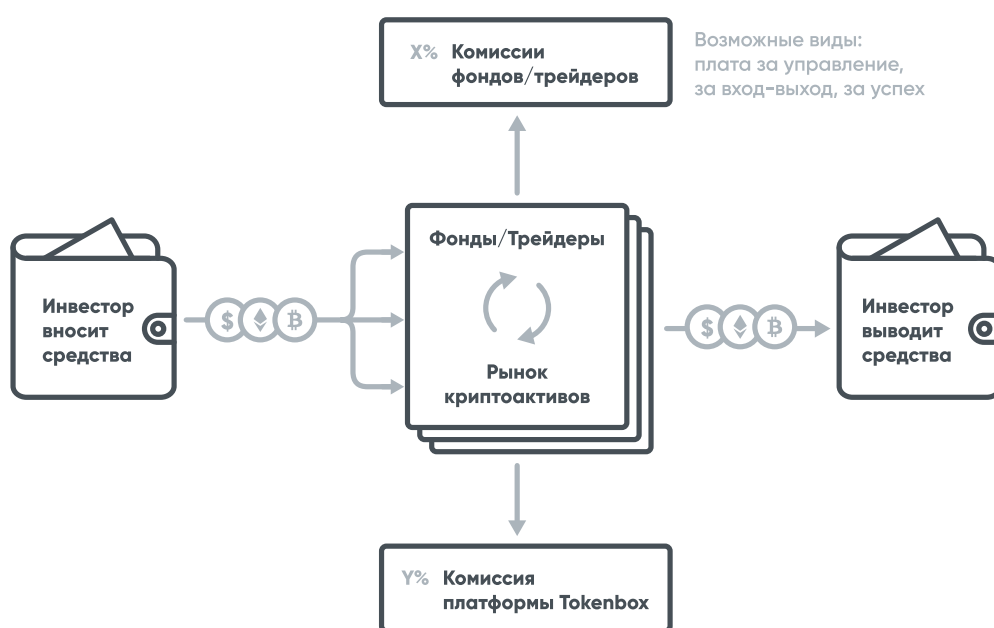 X% Комиссии
фондов/трейдеров
Возможные виды:
плата за управление,
за вход-выход, за успех
Фонды/Трейдеры
Инвестор
вносит
средства
$
Рынок
криптоактивов
$
Инвестор
выводит
средства
Y% Комиссия
платформы Tokenbox